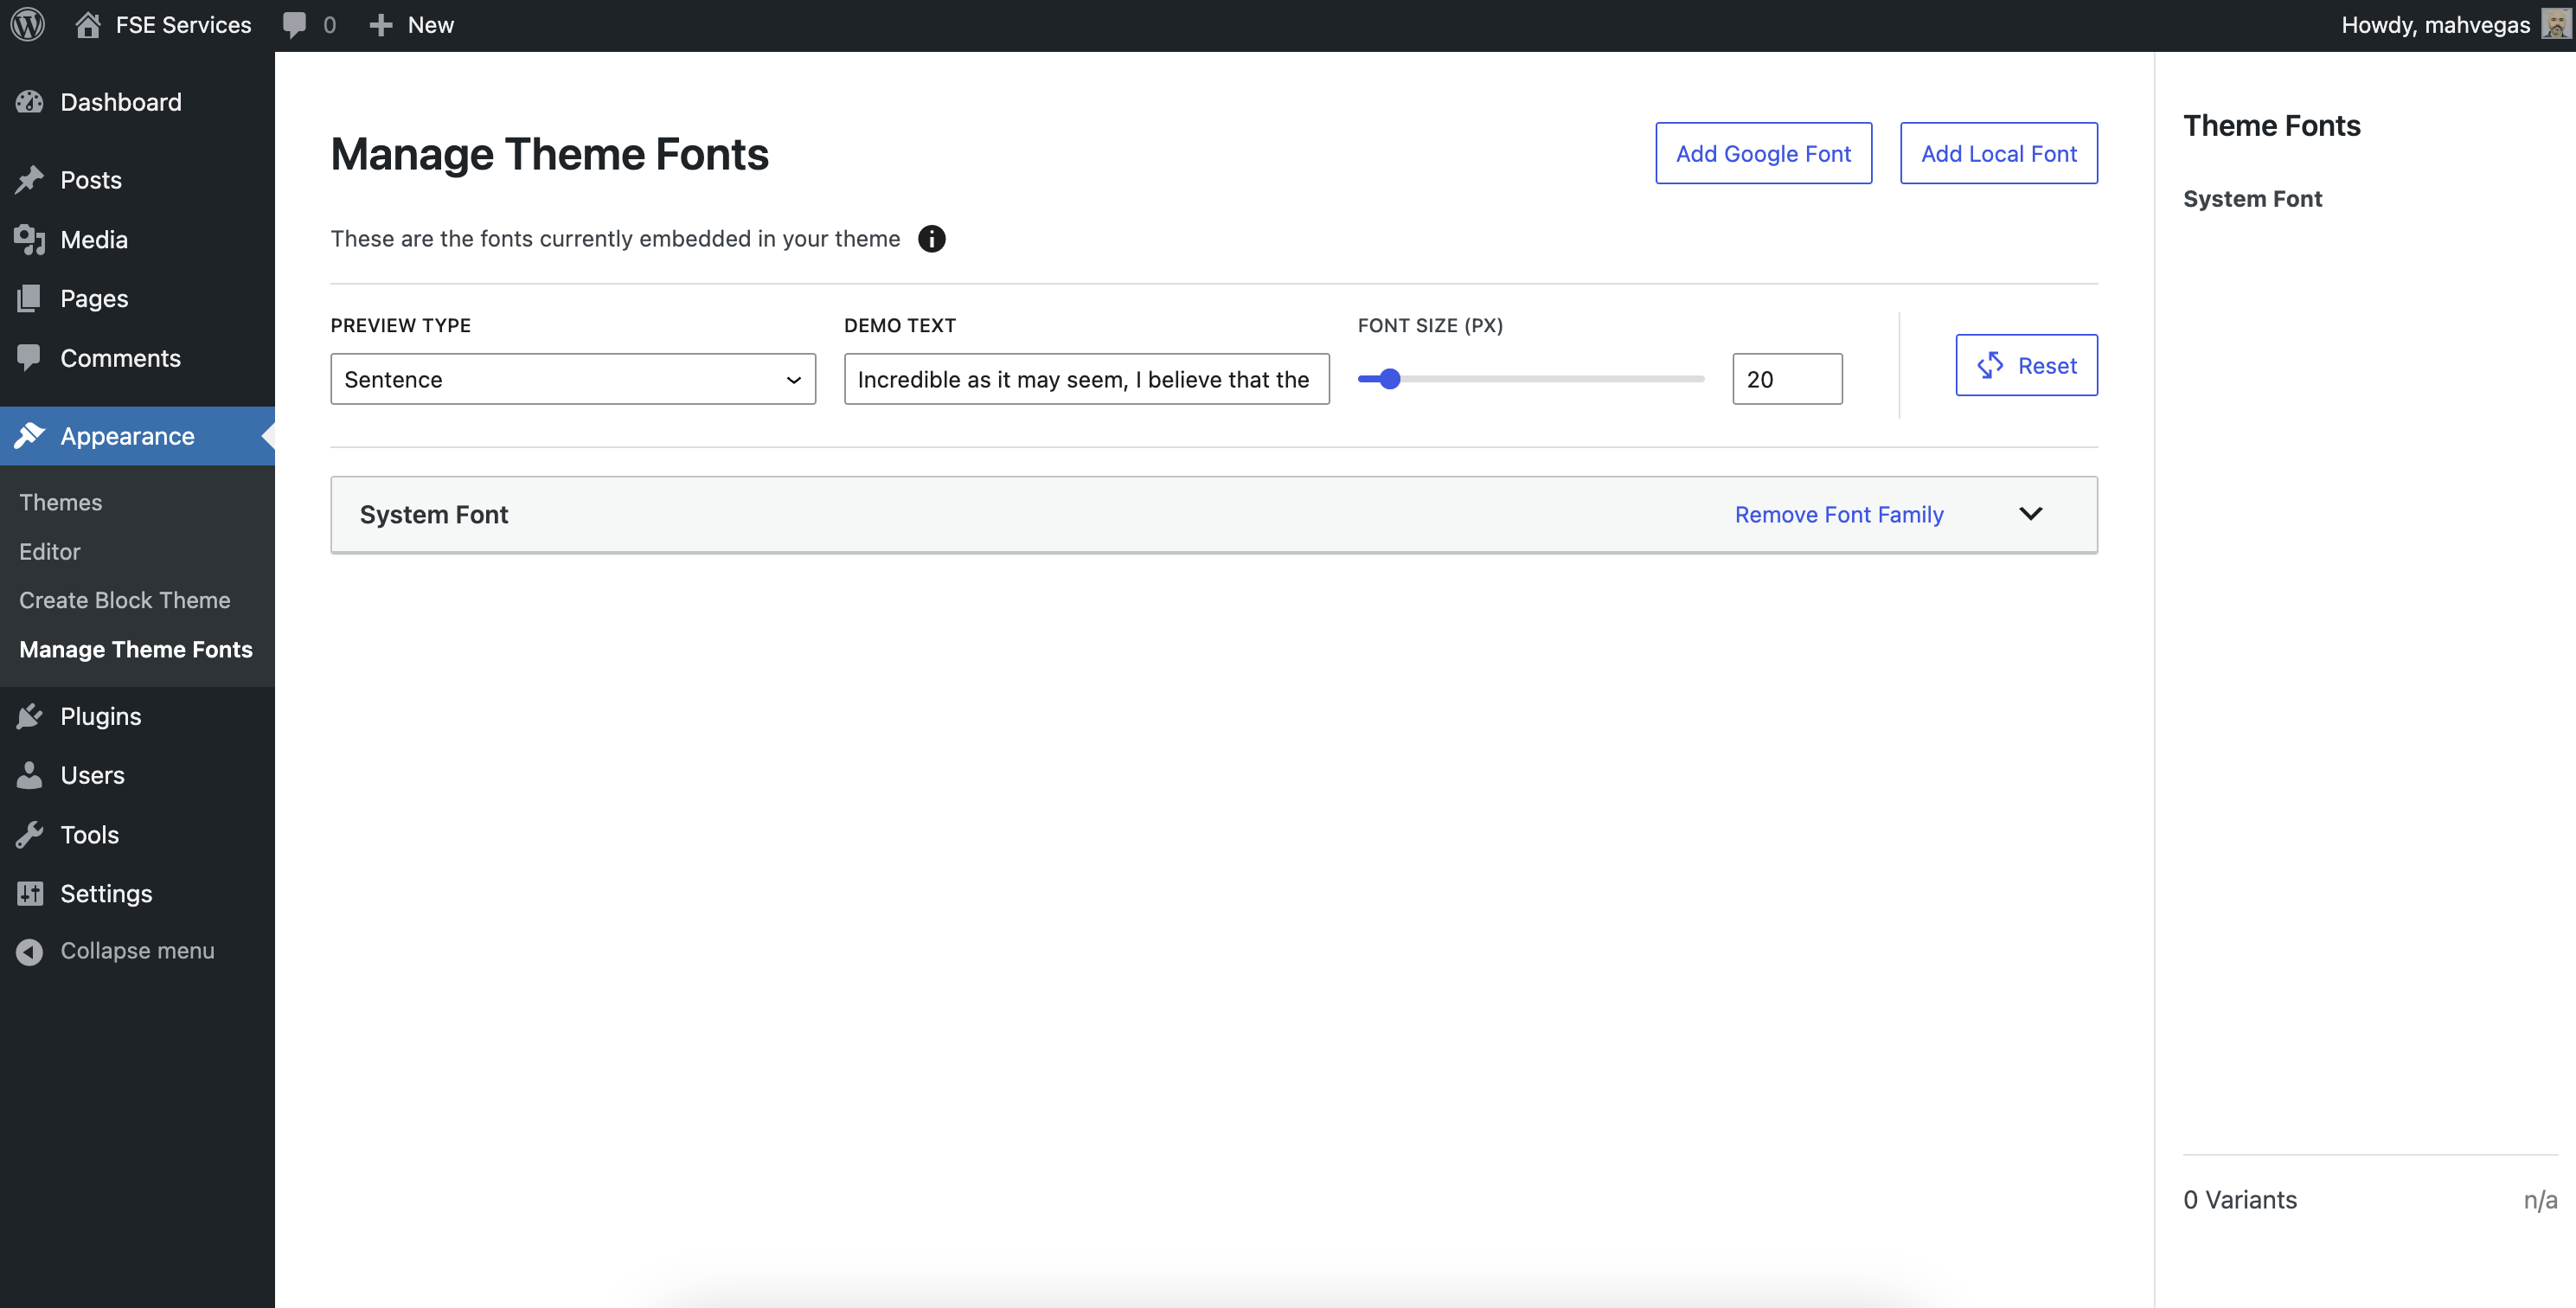 FSE Services
0
New
Howdy, mahvegas
Dashboard
Posts
Media
Pages
Comments
Appearance
Themes
Editor
Create Block Theme
Manage Theme Fonts
Plugins
Users
Tools
Settings
Collapse menu
Manage Theme Fonts
Add Google Font
Add Local Font
These are the fonts currently embedded in your theme
PREVIEW TYPE
Sentence
DEMO TEXT
Incredible as it may seem, I believe that the
FONT SIZE (PX)
20
Reset
System Font
Remove Font Family
Theme Fonts
System Font
0 Variants
n/a